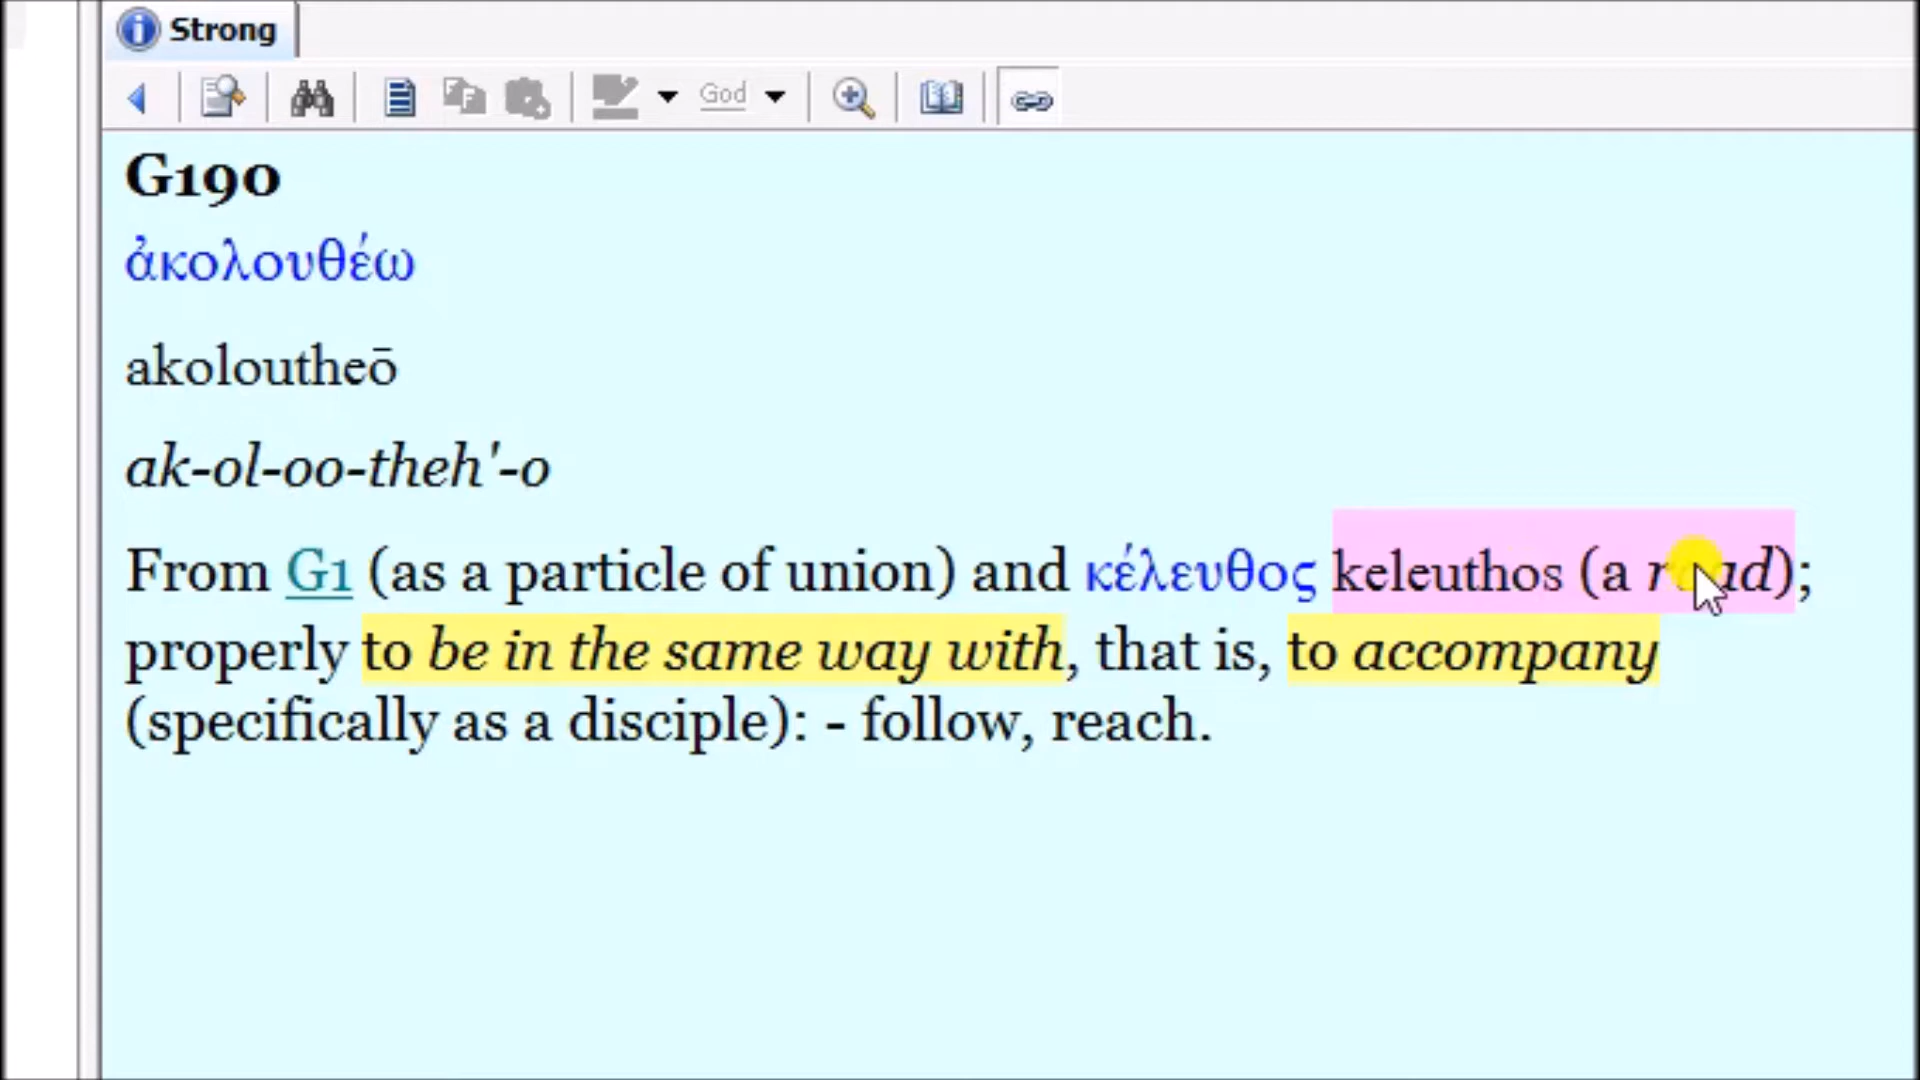 Strong
God
G190
ἀκολουθέω
akoloutheō
ak-ol-oo-theh'-o
From G1 (as a particle of union) and κέλευθος keleuthos (a road);
properly to be in the same way with, that is, to accompany
(specifically as a disciple): - follow, reach.